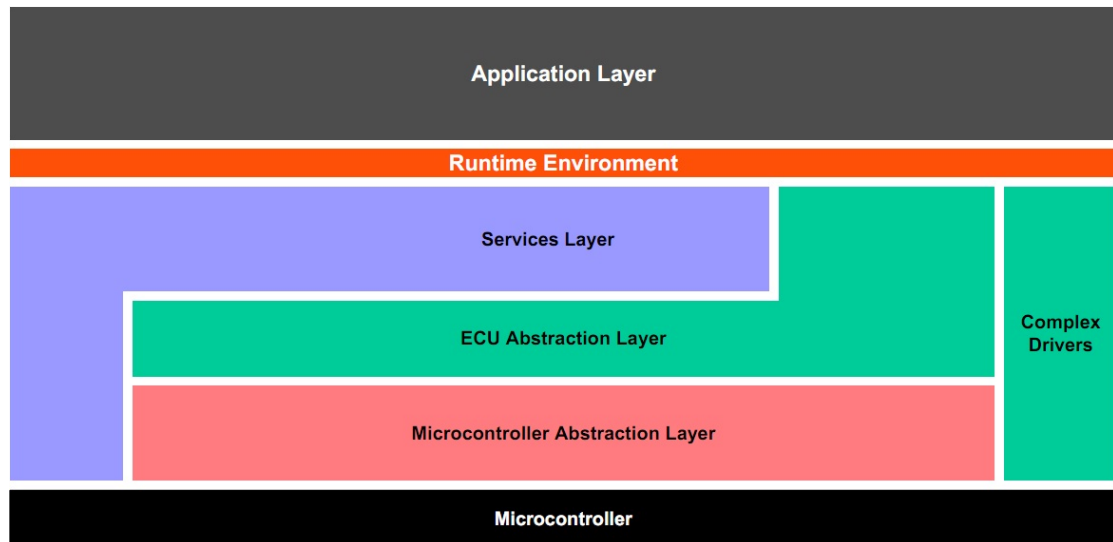 Application Layer
Runtime Environment
Services Layer
ECU Abstraction Layer
Complex
Drivers
Microcontroller Abstraction Layer
Microcontroller